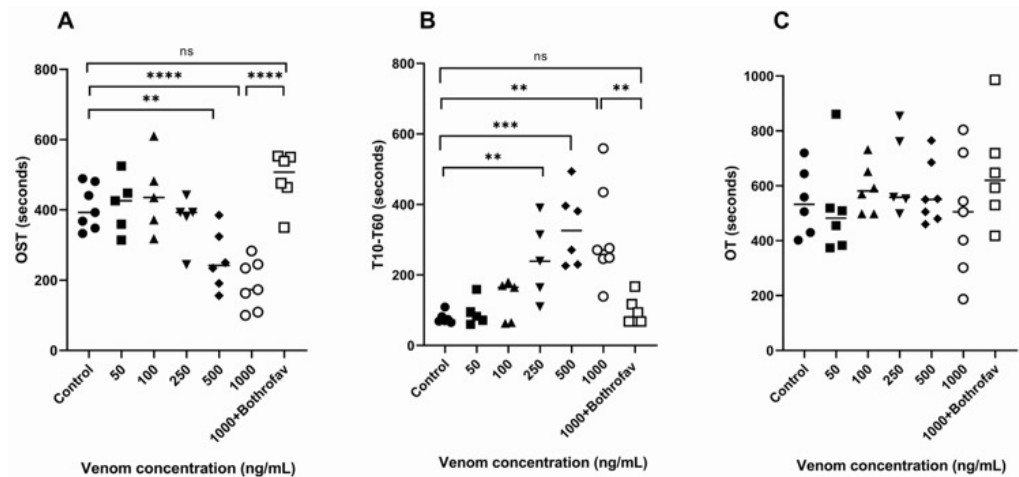 A
ns
****
****
**
800
600
400
200
0
OST (seconds)
Control
50
100
250
500
1000
1000+Bothrofav
Venom concentration (ng/mL)
B
ns
**
**
***
**
800
600
400
200
0
T10-T60 (seconds)
Control
50
100
250
500
1000
1000+Bothrofav
Venom concentration (ng/mL)
C
1000
800
600
400
200
0
OT (seconds)
Control
50
100
250
500
1000
1000+Bothrofav
Venom concentration (ng/mL)